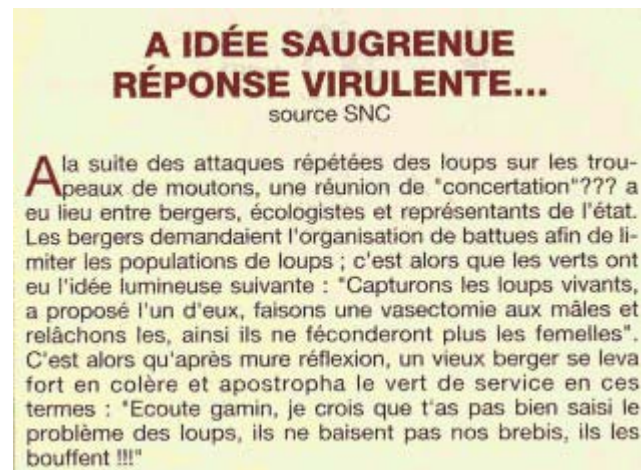 A IDÉE SAUGRENUE
RÉPONSE VIRULENTE...
source SNC
A la suite des attaques répétées des loups sur les trou-
peaux de moutons, une réunion de "concertation"??? a
eu lieu entre bergers, écologistes et représentants de l'état.
Les bergers demandaient l'organisation de battues afin de li-
miter les populations de loups ; c'est alors que les verts ont
eu l'idée lumineuse suivante : "Capturons les loups vivants,
a proposé l'un d'eux, faisons une vasectomie aux mâles et
relâchons les, ainsi ils ne féconderont plus les femelles".
C'est alors qu'après mure réflexion, un vieux berger se leva
fort en colère et apostropha le vert de service en ces
termes : "Ecoute gamin, je crois que t'as pas bien saisi le
problème des loups, ils ne baisent pas nos brebis, ils les
bouffent !!!"